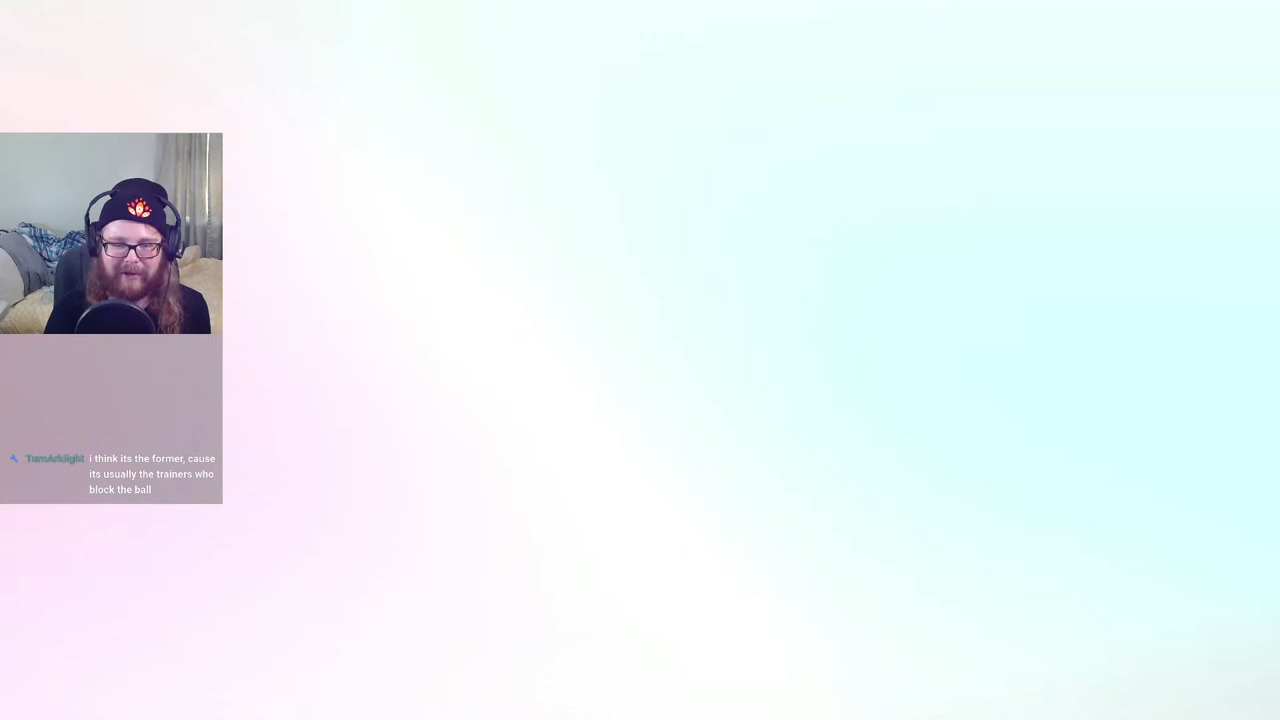 TurnArklight i think its the former, cause
its usually the trainers who
block the ball